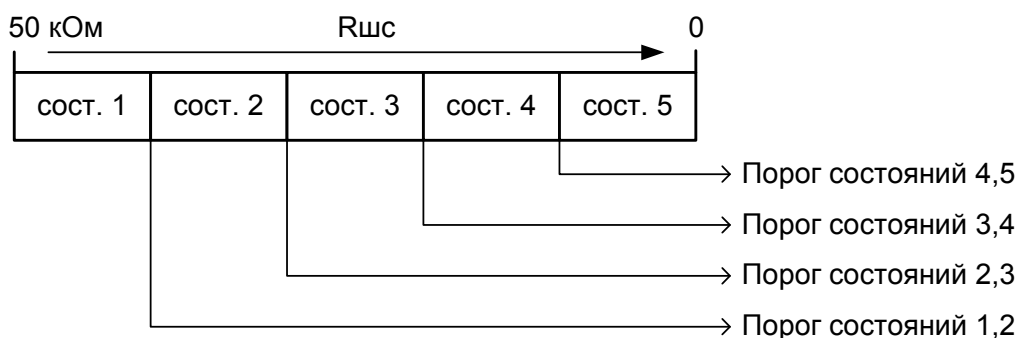 50 кОм Rшс 0
сост. 1 сост. 2 сост. 3 сост. 4 сост. 5
Порог состояний 4,5
Порог состояний 3,4
Порог состояний 2,3
Порог состояний 1,2